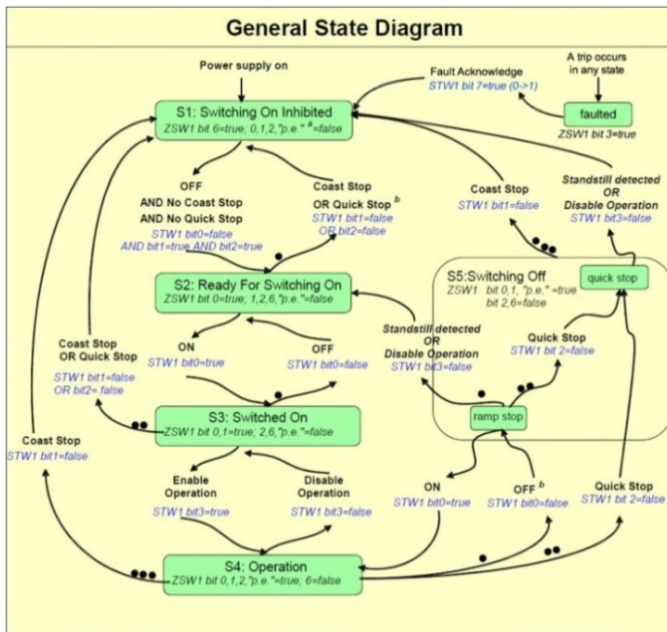 General State Diagram
Power supply on
Fault Acknowledge
STW1 bit 7=true (0->1)
A trip occurs
in any state
faulted
ZSW1 bit 3=true
S1: Switching On Inhibited
ZSW1 bit 6=true; 0,1,2,"p.e." a=false
OFF
AND No Coast Stop
AND No Quick Stop
STW1 bit0=false
AND bit1=true AND bit2=true
Coast Stop
OR Quick Stop b
STW1 bit1=false
OR bit2=false
Coast Stop
STW1 bit1=false
Standstill detected
OR
Disable Operation
STW1 bit3=false
S2: Ready For Switching On
ZSW1 bit 0=true; 1,2,6,"p.e."=false
S5:Switching Off
ZSW1 bit 0,1, "p.e." =true
bit 2,6=false
quick stop
ON
STW1 bit0=true
OFF
STW1 bit0=false
Standstill detected
OR
Disable Operation
STW1 bit3=false
Quick Stop
STW1 bit 2=false
Coast Stop
OR Quick Stop
STW1 bit1=false
OR bit2= false
S3: Switched On
ZSW1 bit 0,1=true; 2,6,"p.e."=false
ramp stop
Coast Stop
STW1 bit1=false
Enable
Operation
STW1 bit3=true
Disable
Operation
STW1 bit3=false
ON
STW1 bit0=true
OFF b
STW1 bit0=false
Quick Stop
STW1 bit 2=false
S4: Operation
ZSW1 bit 0,1,2,"p.e."=true; 6=false